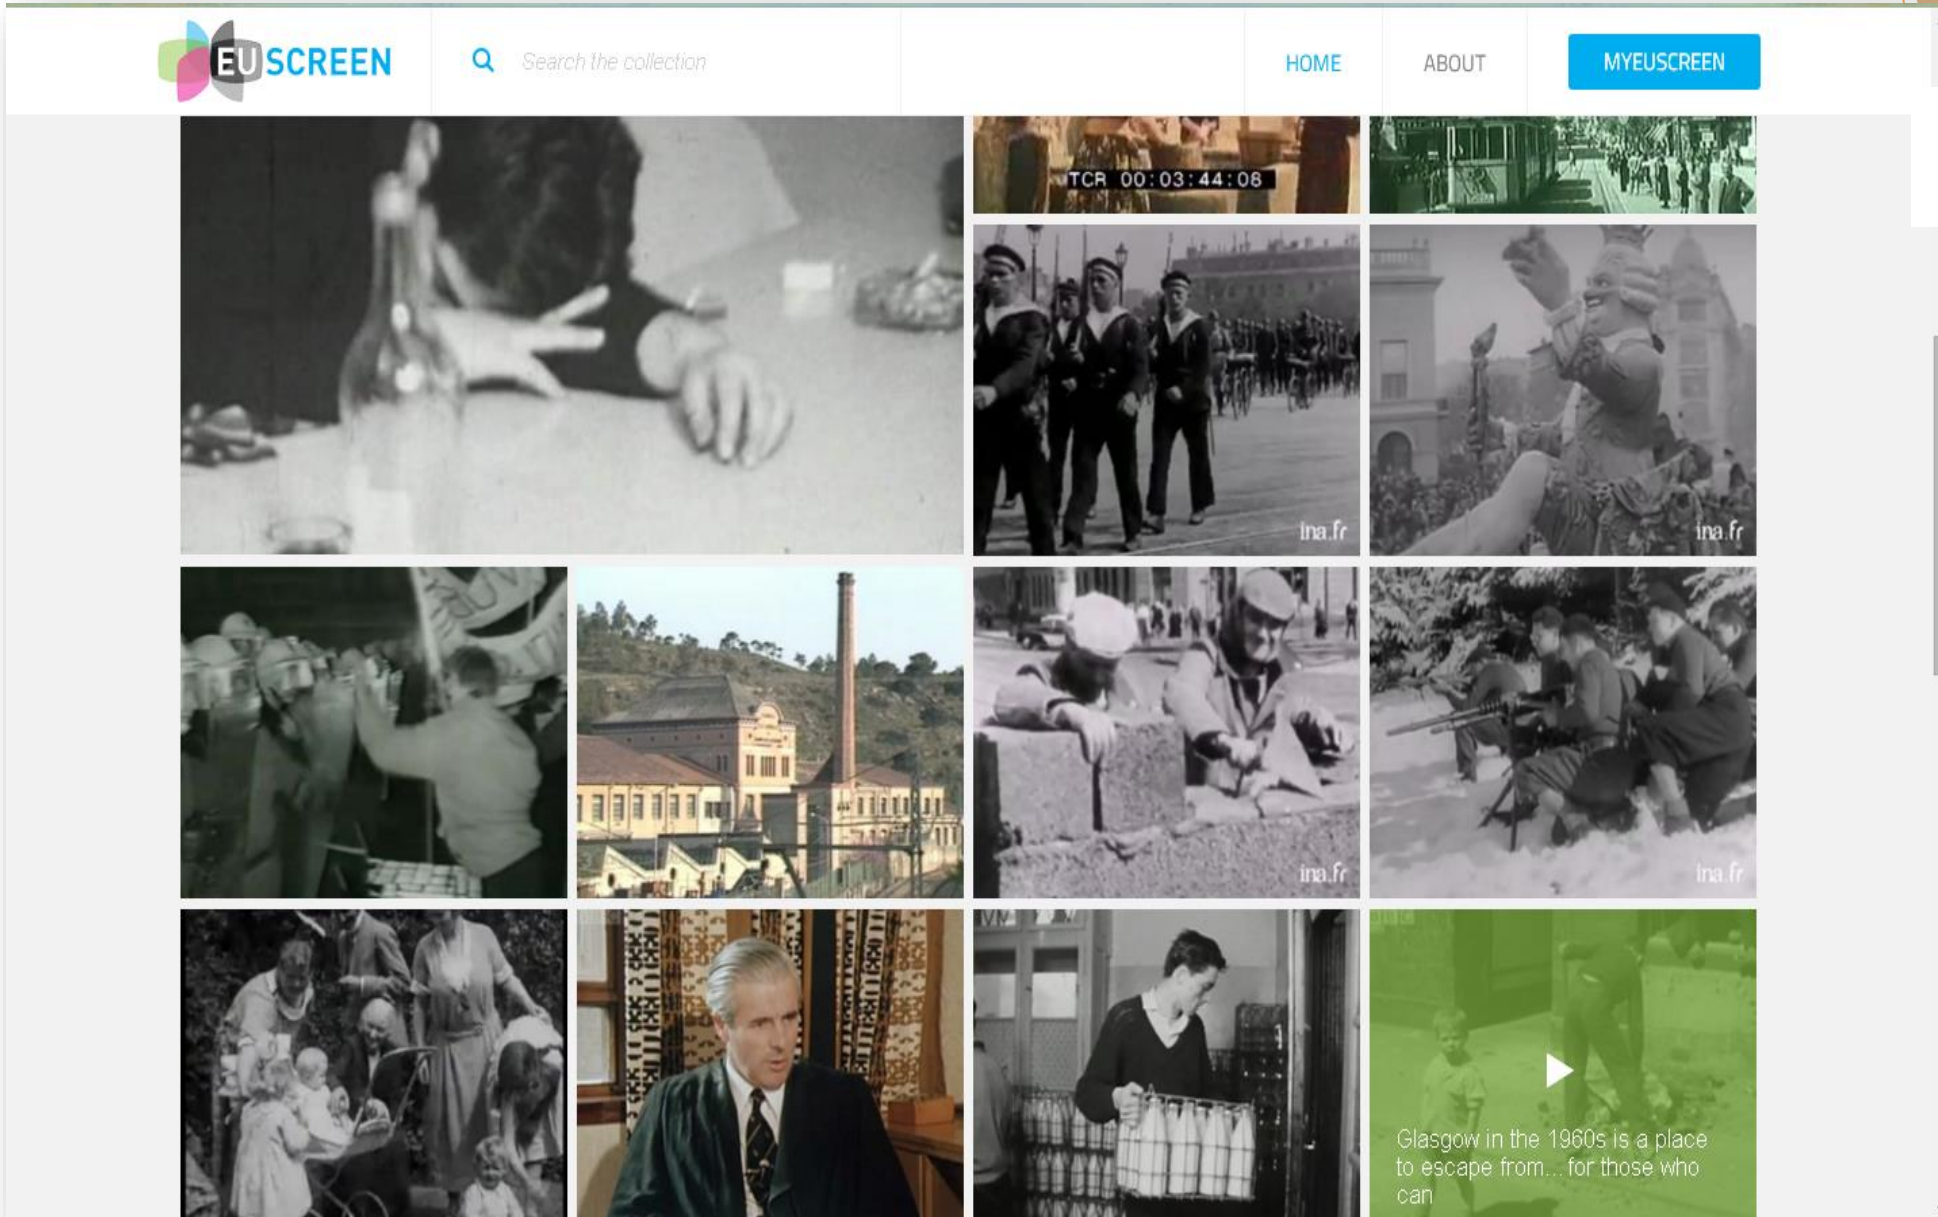 EUSCREEN
Search the collection
HOME
ABOUT
MYEUSCREEN
TCR 00:03:44:08
ina.fr
ina.fr
ina.fr
ina.fr
Glasgow in the 1960s is a place
to escape from... for those who
can